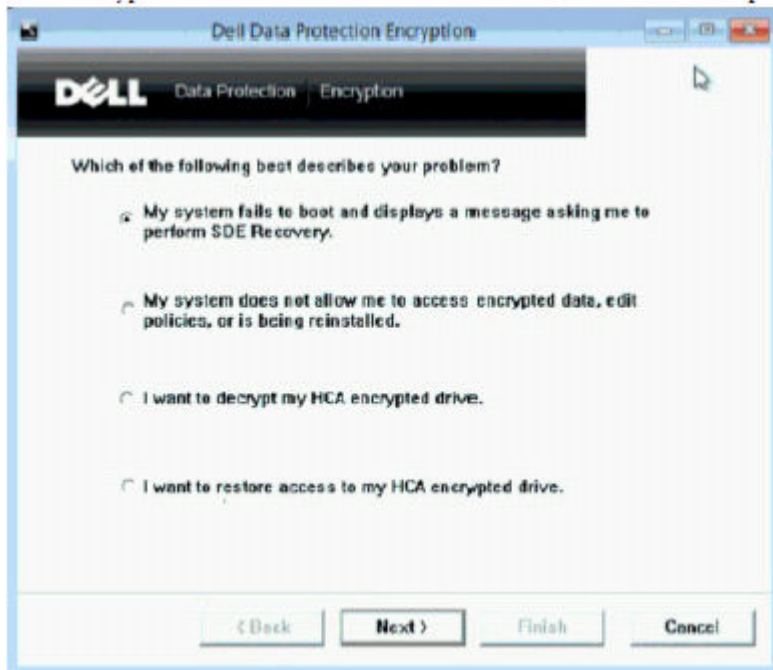 Dell Data Protection Encryption
DELL Data Protection | Encryption
Which of the following best describes your problem?
My system fails to boot and displays a message asking me to
perform SDE Recovery.
My system does not allow me to access encrypted data, edit
policies, or is being reinstalled.
I want to decrypt my HCA encrypted drive.
I want to restore access to my HCA encrypted drive.
< Back Next > Finish Cancel